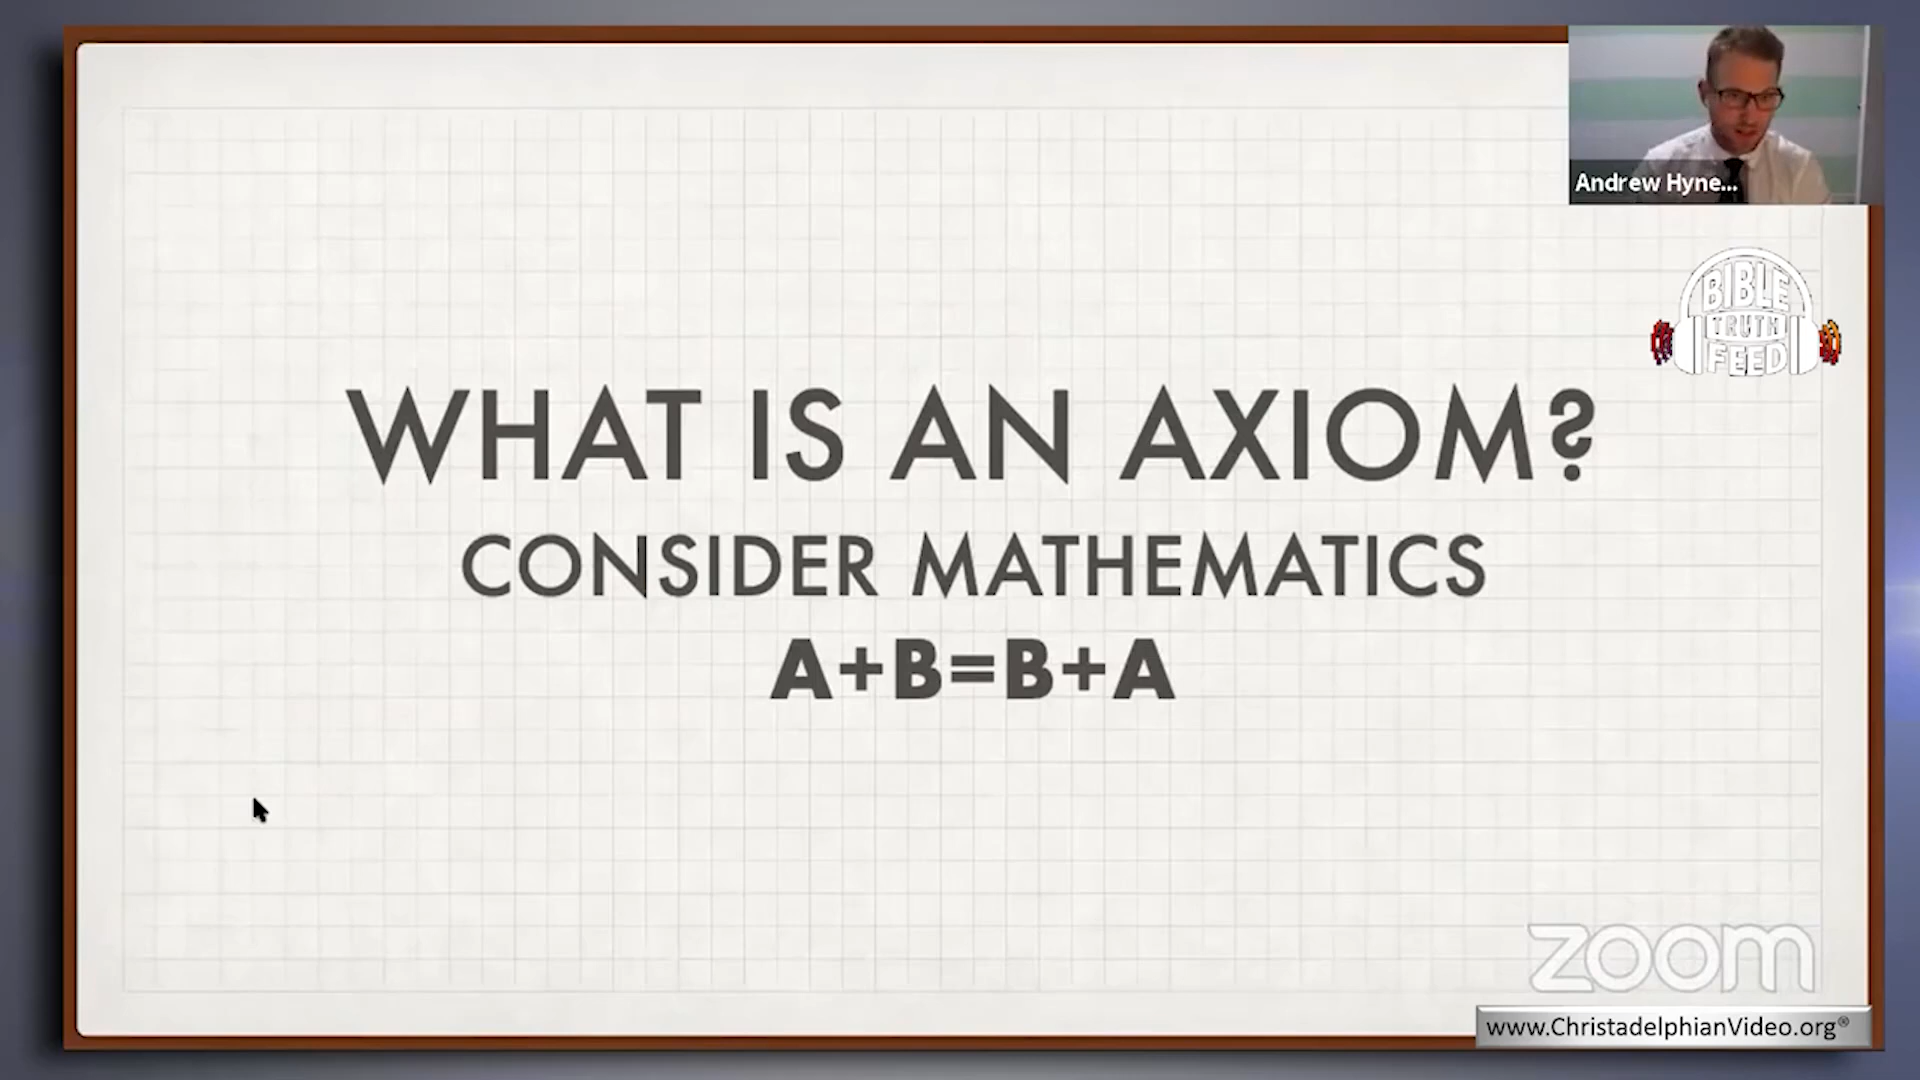 Andrew Hyne...
BIBLE
TRUTH
FEED
WHAT IS AN AXIOM?
CONSIDER MATHEMATICS
A+B=B+A
zoom
www.ChristadelphianVideo.org®